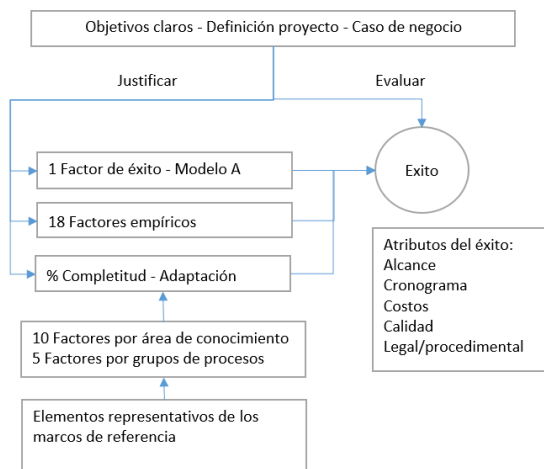 Objetivos claros - Definición proyecto - Caso de negocio
Justificar
Evaluar
1 Factor de éxito - Modelo A
Exito
18 Factores empíricos
% Completitud - Adaptación
Atributos del éxito:
Alcance
Cronograma
Costos
Calidad
Legal/procedimental
10 Factores por área de conocimiento
5 Factores por grupos de procesos
Elementos representativos de los
marcos de referencia